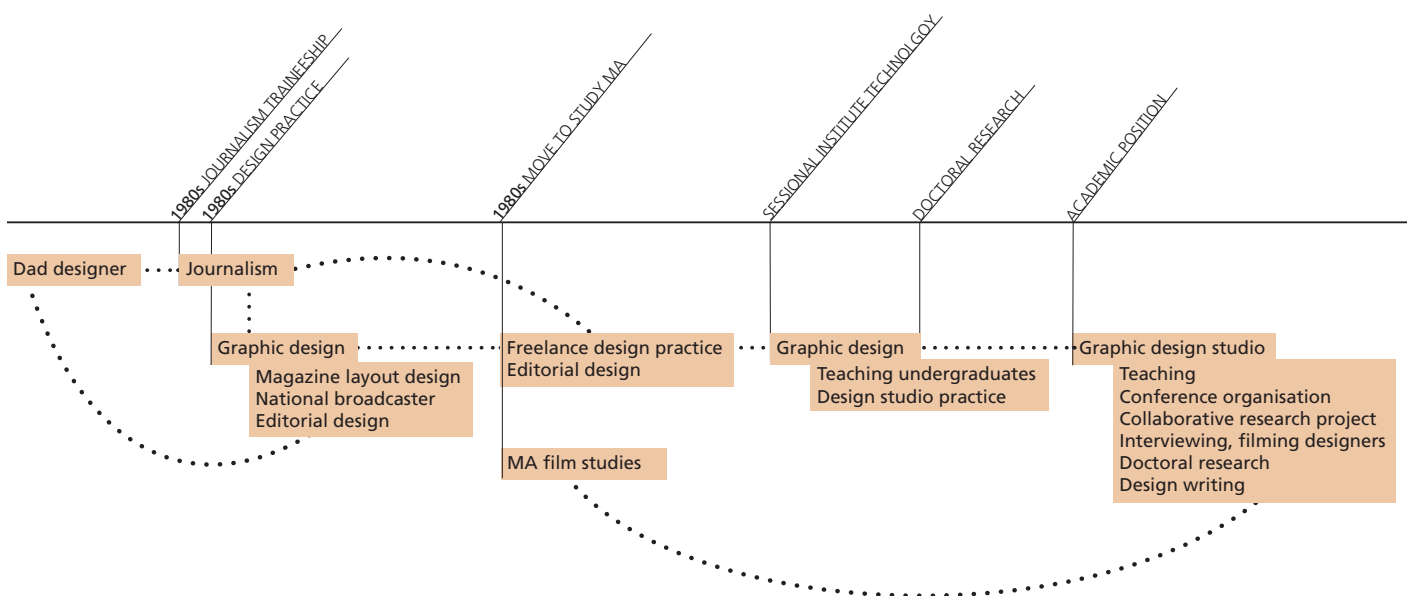 1980s JOURNALISM TRAINEESHIP
1980s DESIGN PRACTICE
1980s MOVE TO STUDY MA
SESSIONAL INSTITUTE TECHNOLGOY
DOCTORAL RESEARCH
ACADEMIC POSITION
Dad designer
Journalism
Graphic design
Magazine layout design
National broadcaster
Editorial design
Freelance design practice
Editorial design
MA film studies
Graphic design
Teaching undergraduates
Design studio practice
Graphic design studio
Teaching
Conference organisation
Collaborative research project
Interviewing, filming designers
Doctoral research
Design writing